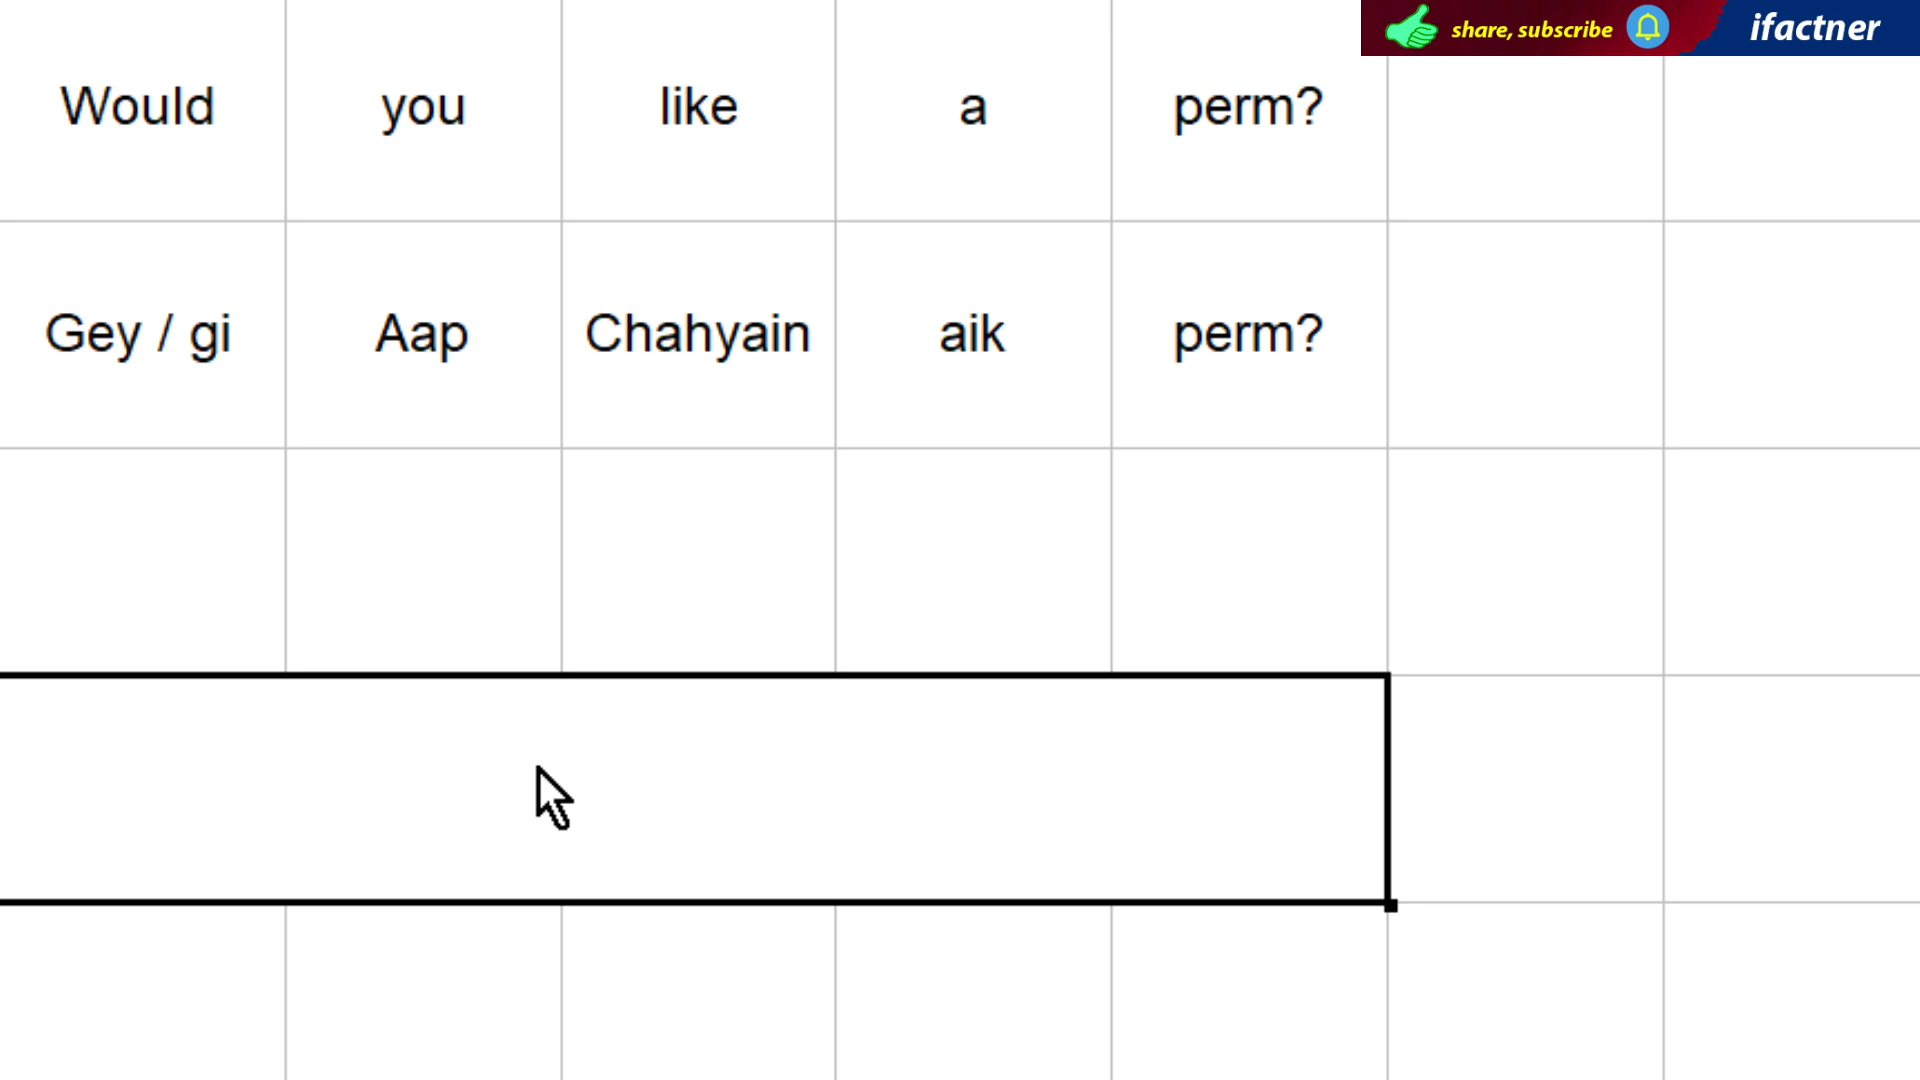 share, subscribe ifactner
Would you like a perm?
Gey / gi Aap Chahyain aik perm?